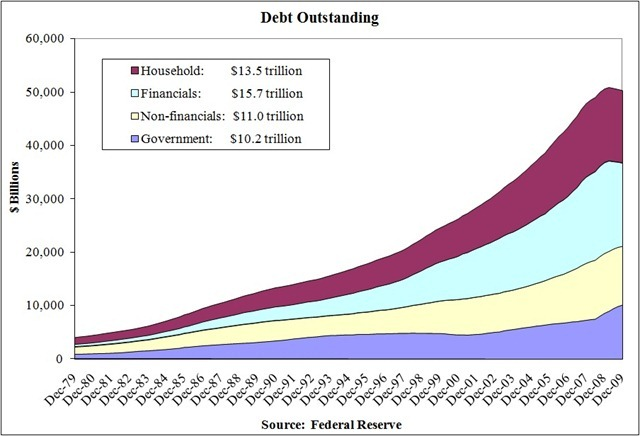 Debt Outstanding
60,000
50,000
40,000
30,000
20,000
10,000
0
$ Billions
Household: $13.5 trillion
Financials: $15.7 trillion
Non-financials: $11.0 trillion
Government: $10.2 trillion
Dec-79
Dec-80
Dec-81
Dec-82
Dec-83
Dec-84
Dec-85
Dec-86
Dec-87
Dec-88
Dec-89
Dec-90
Dec-91
Dec-92
Dec-93
Dec-94
Dec-95
Dec-96
Dec-97
Dec-98
Dec-99
Dec-00
Dec-01
Dec-02
Dec-03
Dec-04
Dec-05
Dec-06
Dec-07
Dec-08
Dec-09
Source: Federal Reserve